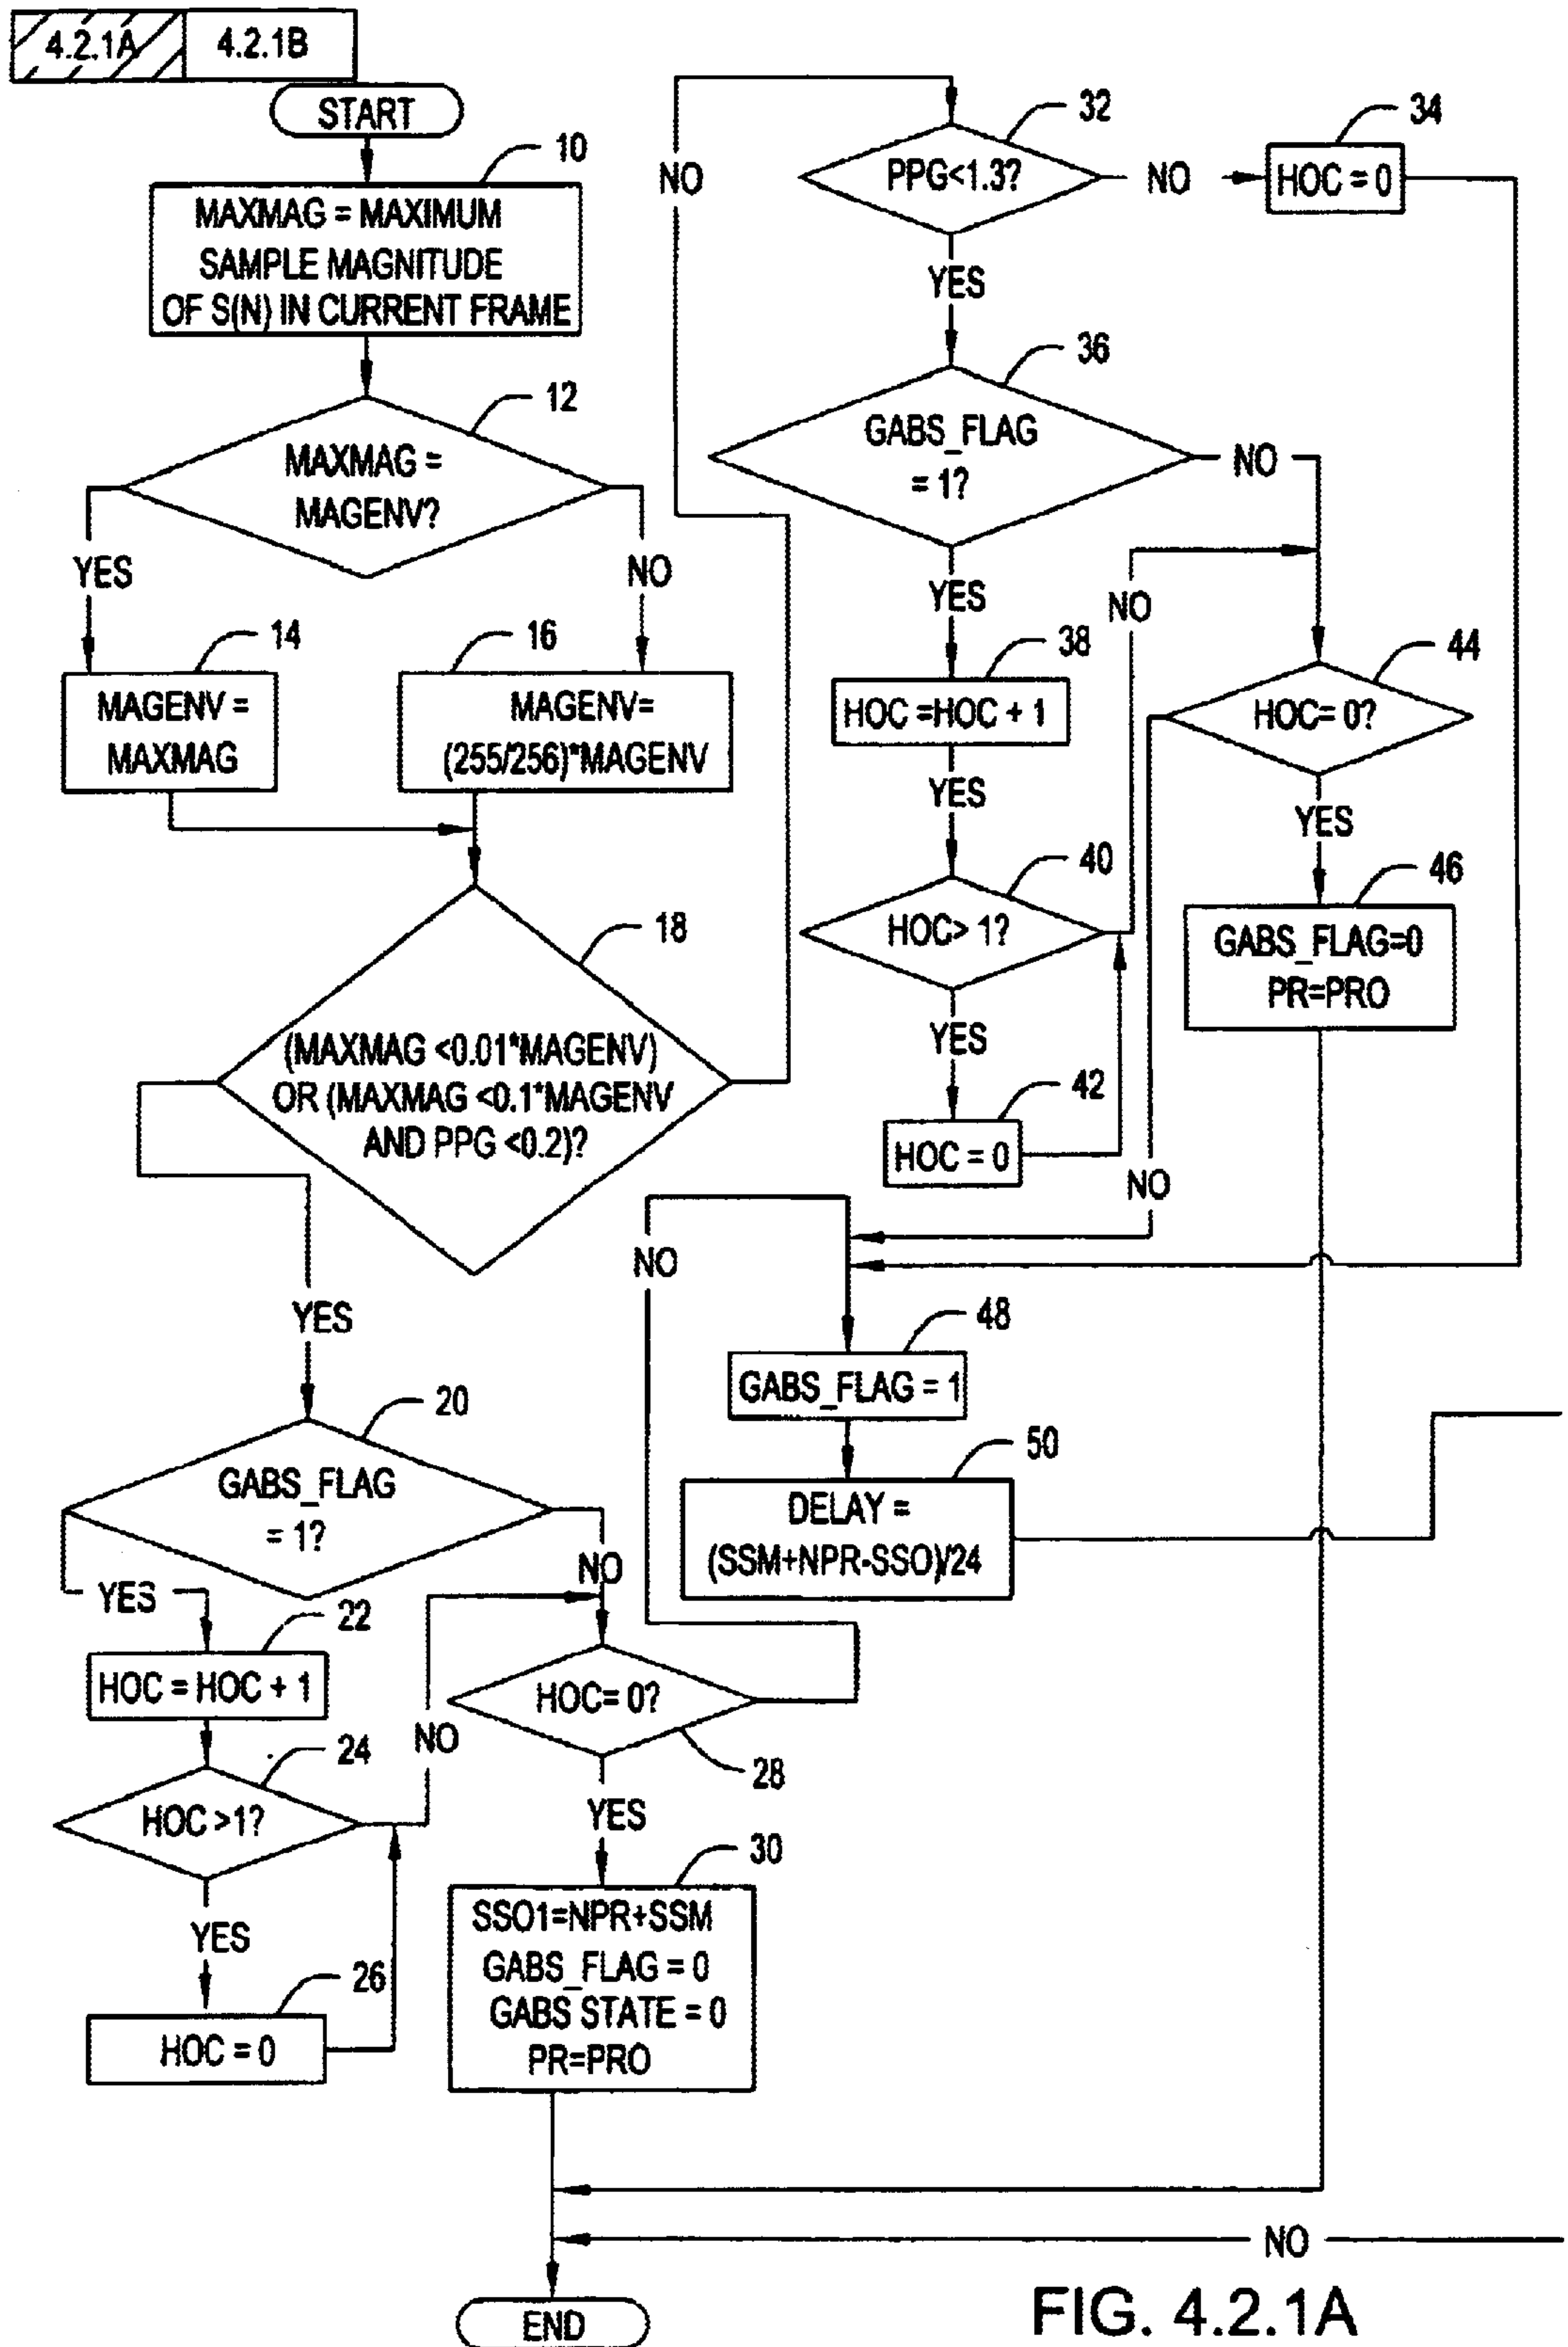 4.2.1A 4.2.1B
START
10
MAXMAG = MAXIMUM
SAMPLE MAGNITUDE
OF S(N) IN CURRENT FRAME
12
MAXMAG =
MAGENV?
YES
NO
14
MAGENV =
MAXMAG
16
MAGENV=
(255/256)*MAGENV
18
(MAXMAG <0.01*MAGENV)
OR (MAXMAG <0.1*MAGENV
AND PPG <0.2)?
NO
YES
20
GABS_FLAG
= 1?
YES
NO
22
HOC = HOC + 1
24
HOC >1?
NO
YES
26
HOC = 0
HOC= 0?
28
NO
YES
30
SSO1=NPR+SSM
GABS_FLAG = 0
GABS STATE = 0
PR=PRO
32
PPG<1.3?
NO
34
HOC = 0
YES
36
GABS_FLAG
= 1?
NO
YES
38
HOC =HOC + 1
YES
40
HOC> 1?
NO
YES
42
HOC = 0
44
HOC= 0?
NO
YES
46
GABS_FLAG=0
PR=PRO
48
GABS_FLAG = 1
50
DELAY =
(SSM+NPR-SSO)/24
NO
END
FIG. 4.2.1A